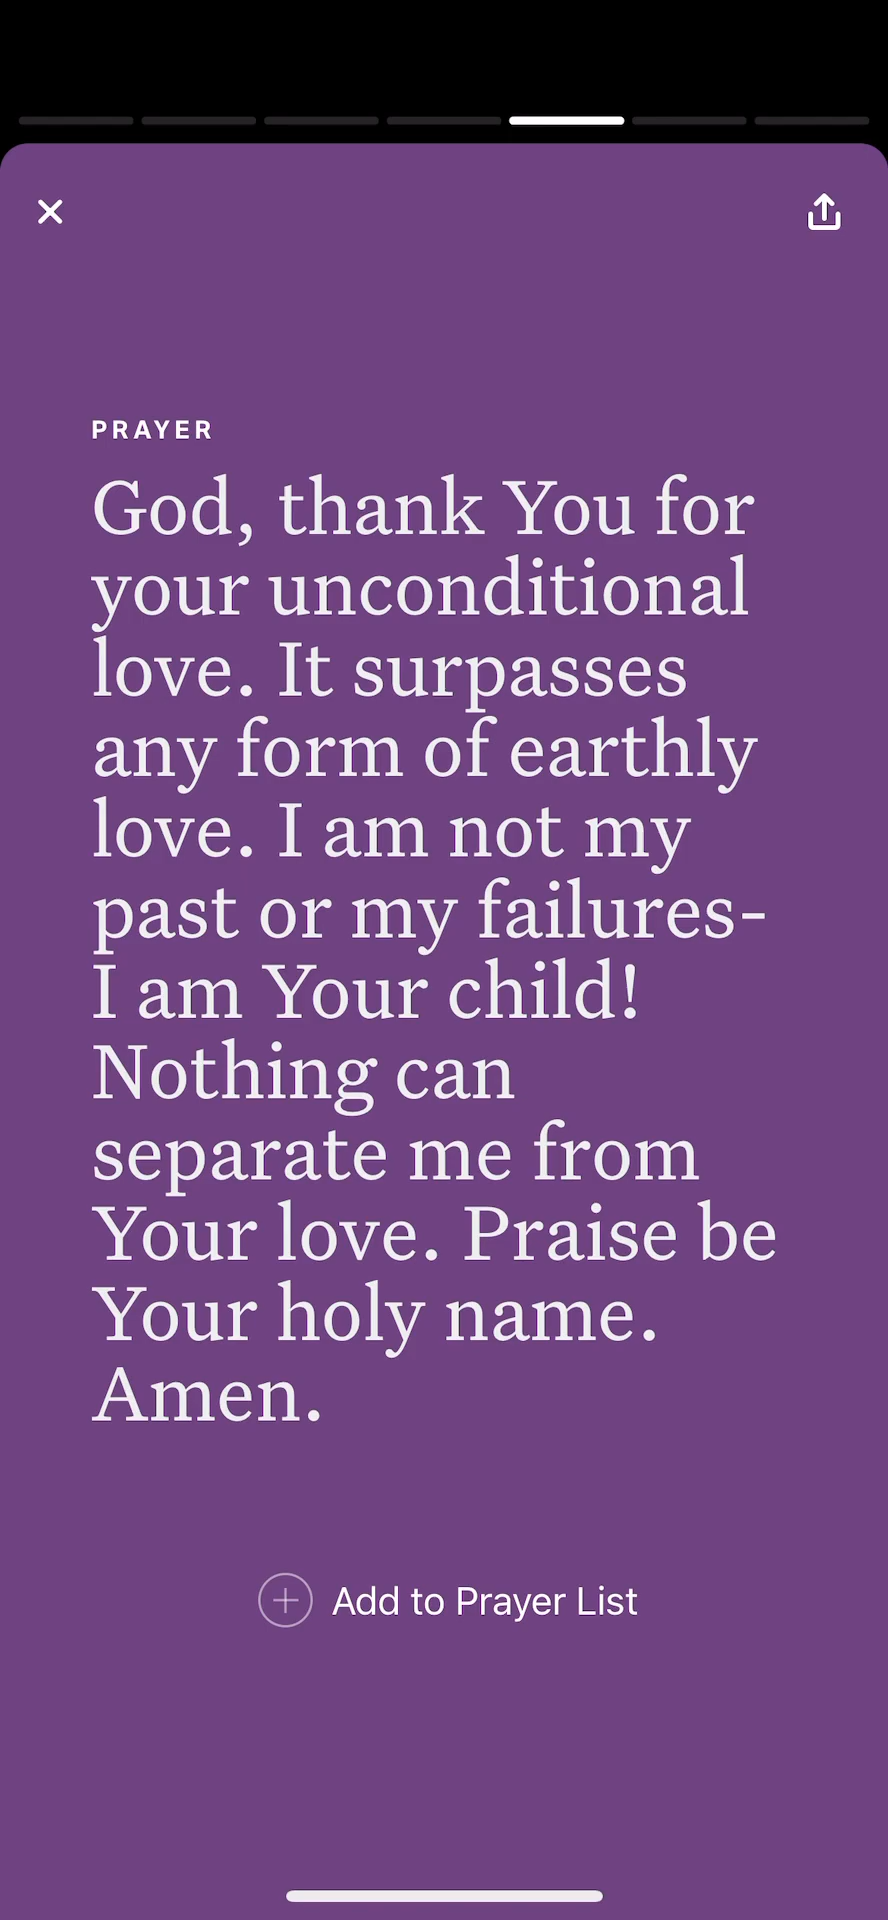 PRAYER
God, thank You for
your unconditional
love. It surpasses
any form of earthly
love. I am not my
past or my failures-
I am Your child!
Nothing can
separate me from
Your love. Praise be
Your holy name.
Amen.
Add to Prayer List